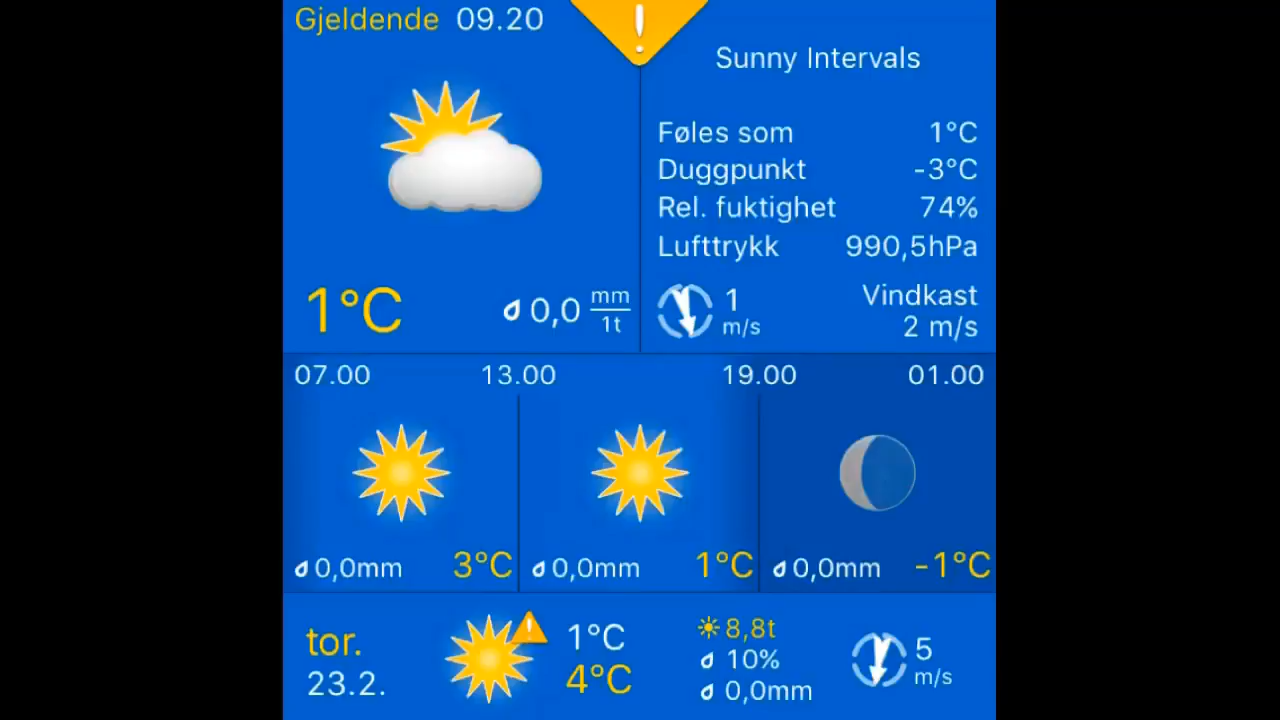 Gjeldende 09.20
!
Sunny Intervals
Føles som 1°C
Duggpunkt -3°C
Rel. fuktighet 74%
Lufttrykk 990,5hPa
1°C 0,0 mm
1t
1 m/s
Vindkast
2 m/s
07.00 13.00 19.00 01.00
0,0mm 3°C 0,0mm 1°C 0,0mm -1°C
tor.
23.2.
!
1°C
4°C
8,8t
10%
0,0mm
5
m/s